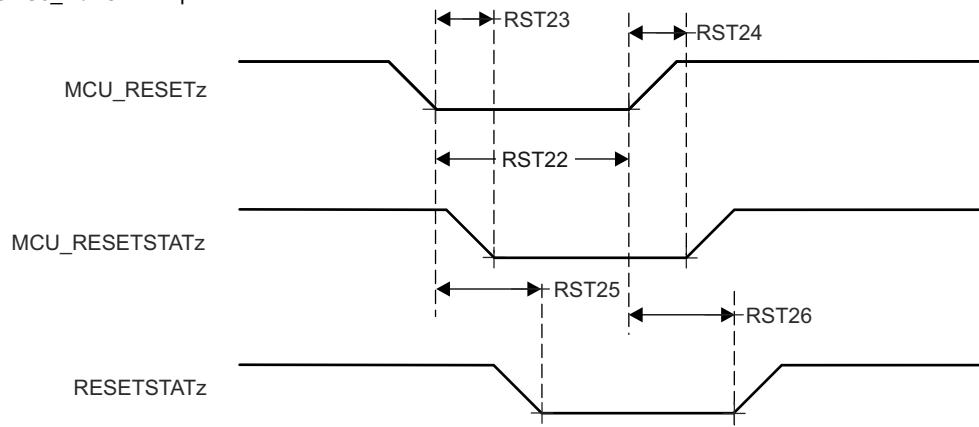 RST23
RST24
MCU_RESETz
RST22
MCU_RESETSTATz
RST25
RST26
RESETSTATz